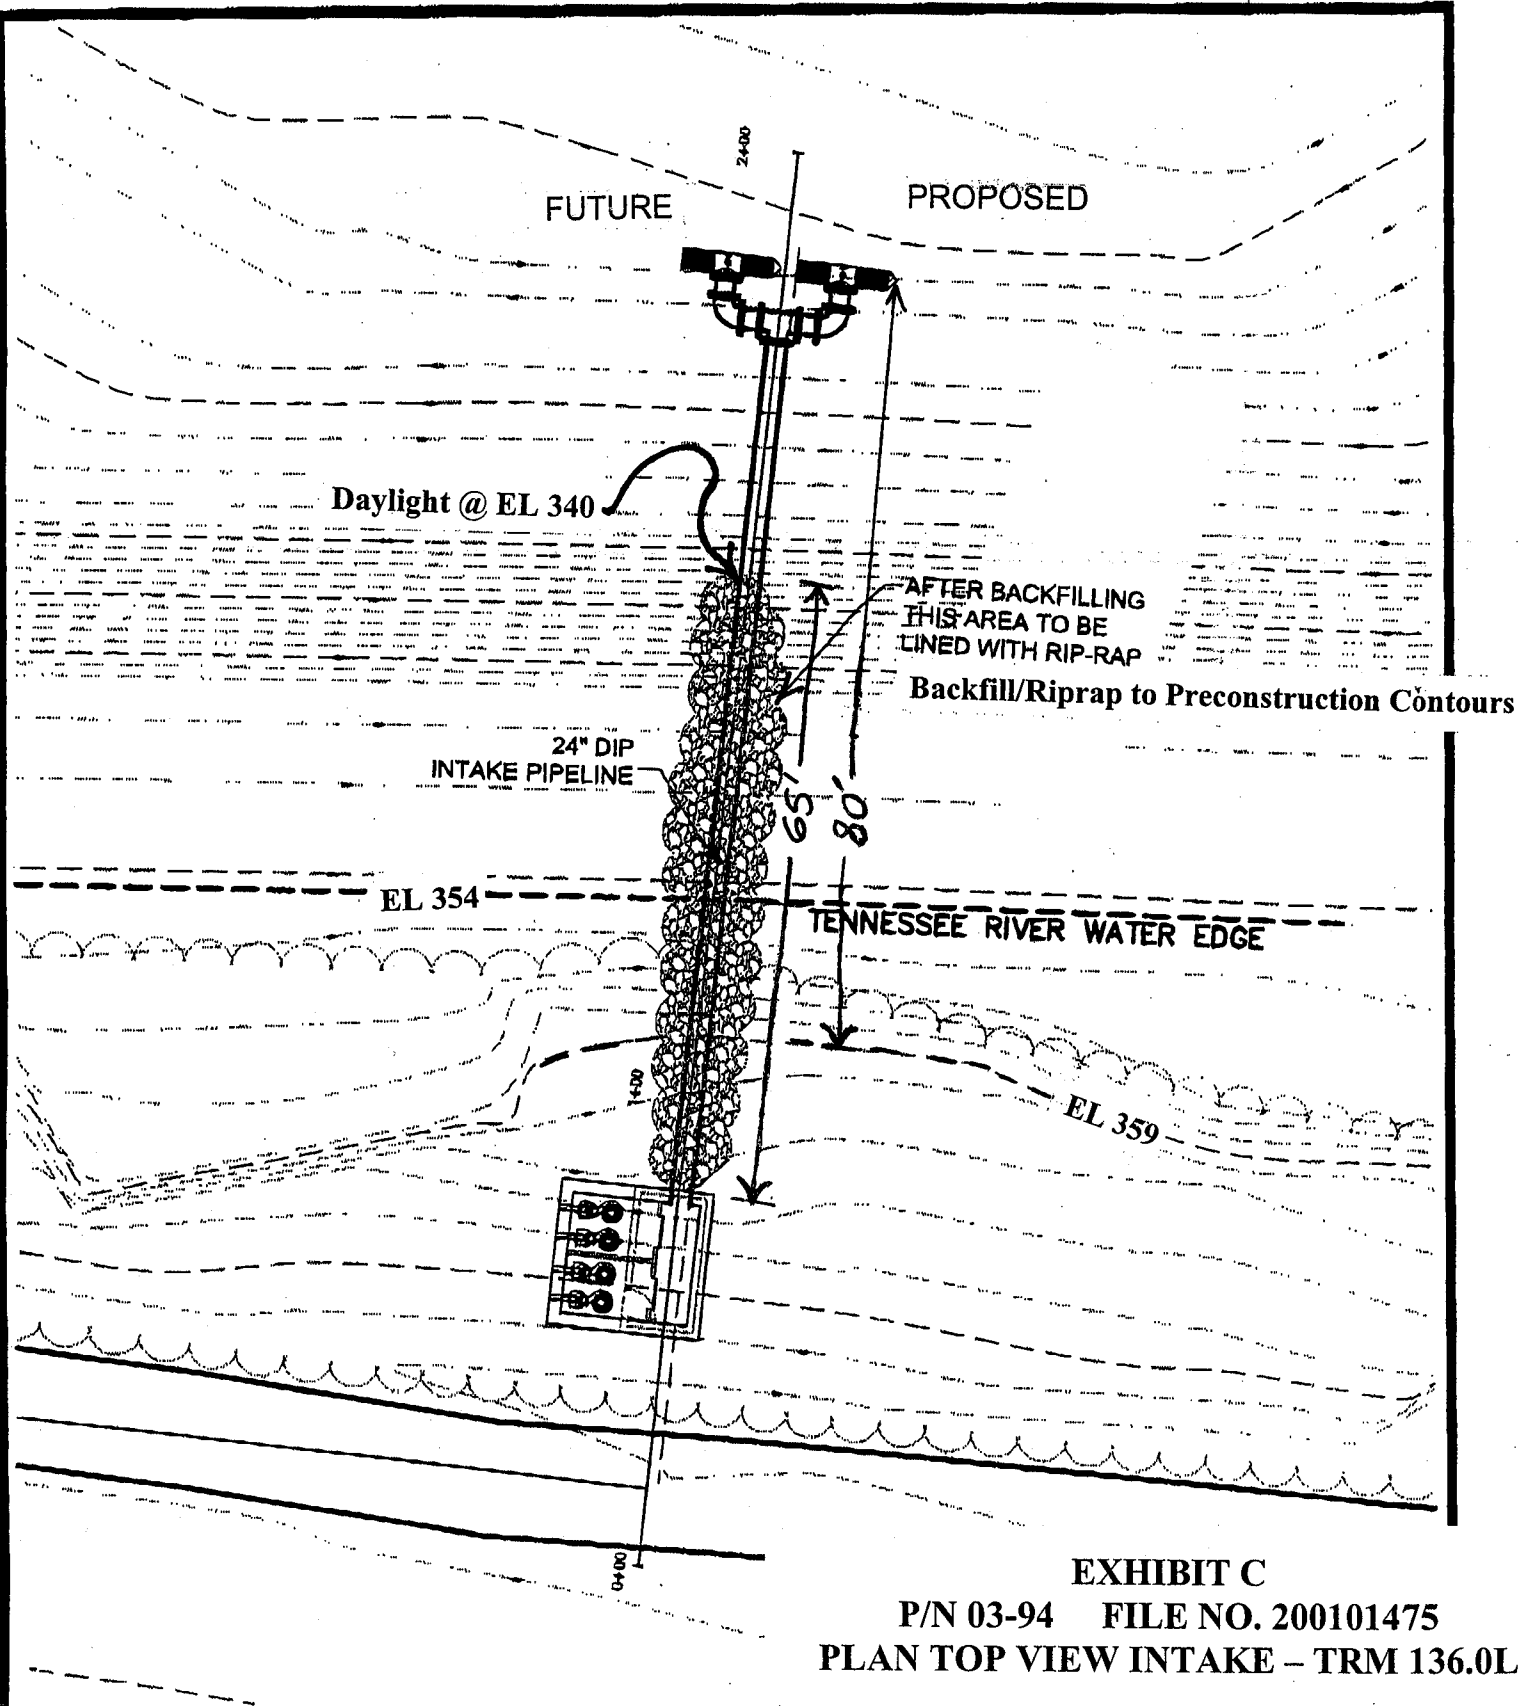 2+00
FUTURE
PROPOSED
Daylight @ EL 340
AFTER BACKFILLING
THIS AREA TO BE
LINED WITH RIP-RAP
Backfill/Riprap to Preconstruction Contours
24" DIP
INTAKE PIPELINE
65'
80'
EL 354
TENNESSEE RIVER WATER EDGE
1+00
EL 359
0+00
EXHIBIT C
P/N 03-94 FILE NO. 200101475
PLAN TOP VIEW INTAKE – TRM 136.0L